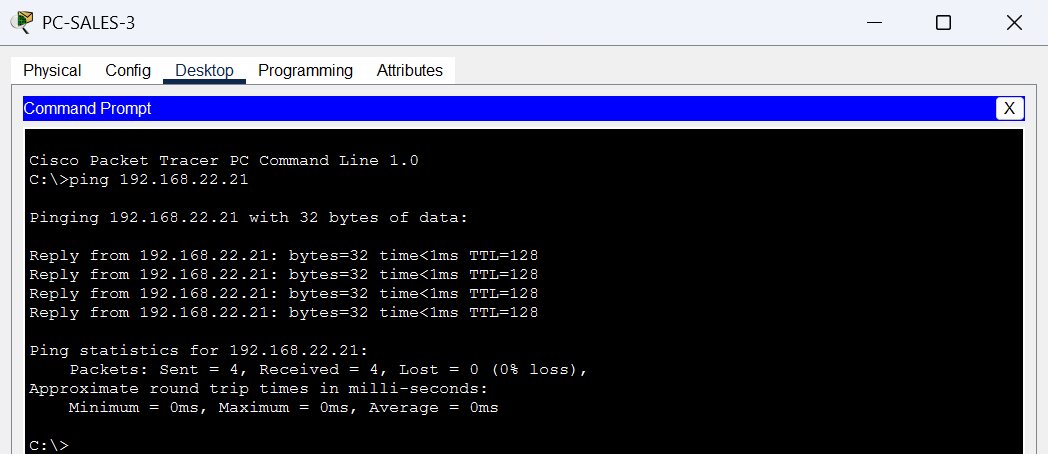 PC-SALES-3
Physical Config Desktop Programming Attributes
Command Prompt
X
Cisco Packet Tracer PC Command Line 1.0
C:\>ping 192.168.22.21
Pinging 192.168.22.21 with 32 bytes of data:
Reply from 192.168.22.21: bytes=32 time<1ms TTL=128
Reply from 192.168.22.21: bytes=32 time<1ms TTL=128
Reply from 192.168.22.21: bytes=32 time<1ms TTL=128
Reply from 192.168.22.21: bytes=32 time<1ms TTL=128
Ping statistics for 192.168.22.21:
Packets: Sent = 4, Received = 4, Lost = 0 (0% loss),
Approximate round trip times in milli-seconds:
Minimum = 0ms, Maximum = 0ms, Average = 0ms
C:\>